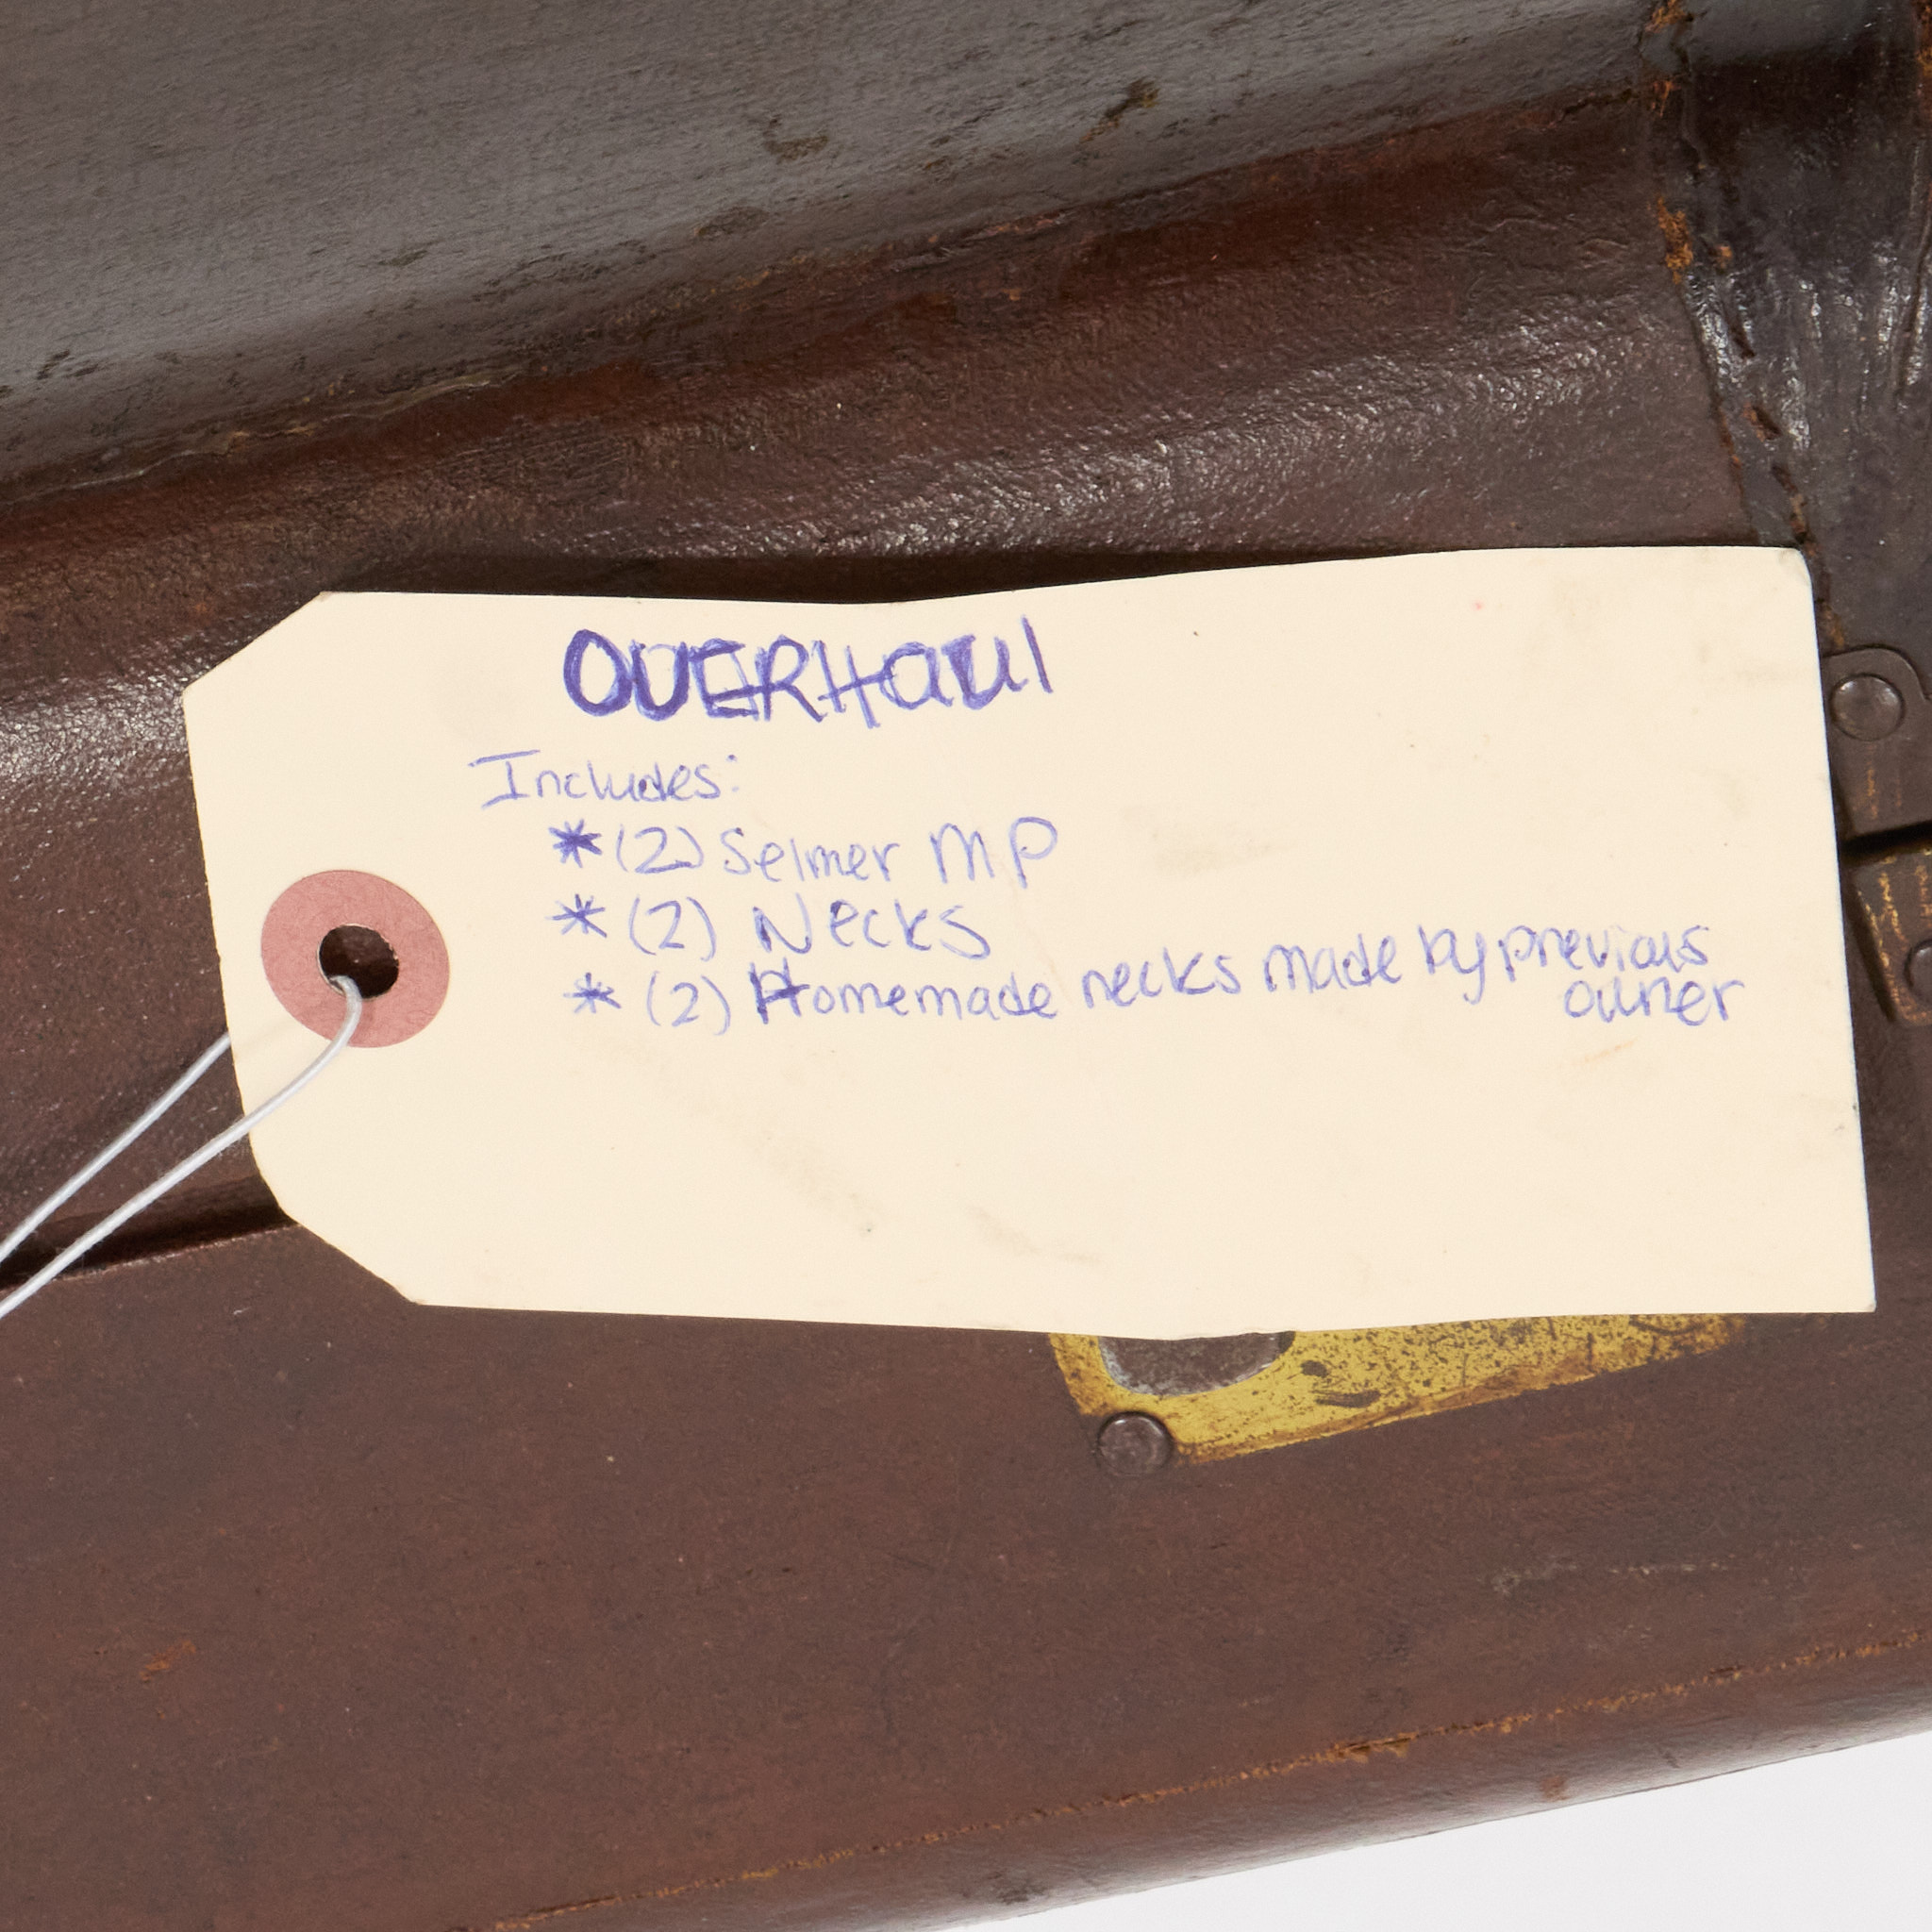 OVERHaul
Includes:
*(2) Selmer MP
*(2) Necks
*(2) Homemade necks made by previous
owner